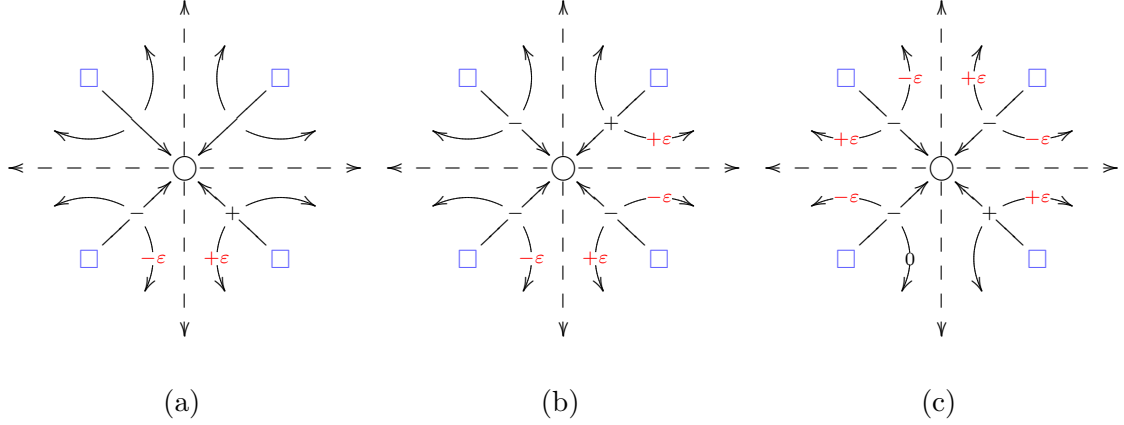 −ε +ε
− + − −
+ε +ε −ε
−ε −ε +ε
− + − − − +
−ε +ε −ε +ε 0
(a) (b) (c)